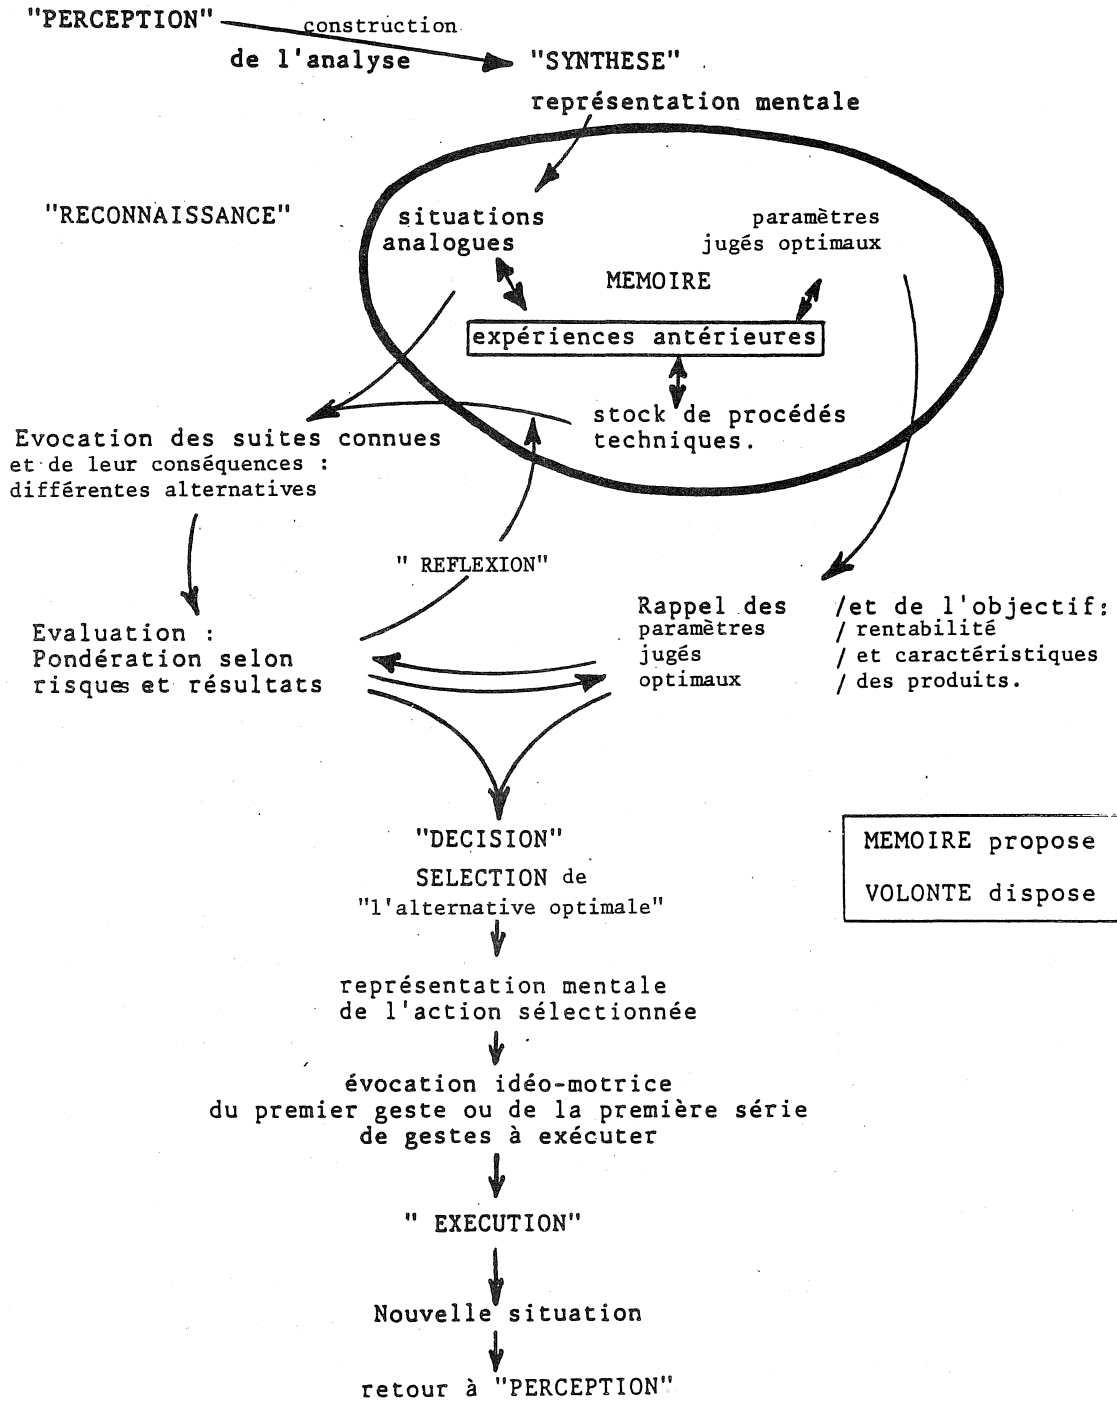 "PERCEPTION"
construction
de l'analyse
"SYNTHESE"
représentation mentale
"RECONNAISSANCE"
situations
analogues
paramètres
jugés optimaux
MEMOIRE
expériences antérieures
stock de procédés
techniques.
Evocation des suites connues
et de leur conséquences :
différentes alternatives
" REFLEXION"
Evaluation :
Pondération selon
risques et résultats
Rappel des
paramètres
jugés
optimaux
/et de l'objectif:
/ rentabilité
/ et caractéristiques
/ des produits.
"DECISION"
SELECTION de
"l'alternative optimale"
MEMOIRE propose
VOLONTE dispose
représentation mentale
de l'action sélectionnée
évocation idéo-motrice
du premier geste ou de la première série
de gestes à exécuter
" EXECUTION"
Nouvelle situation
retour à "PERCEPTION"